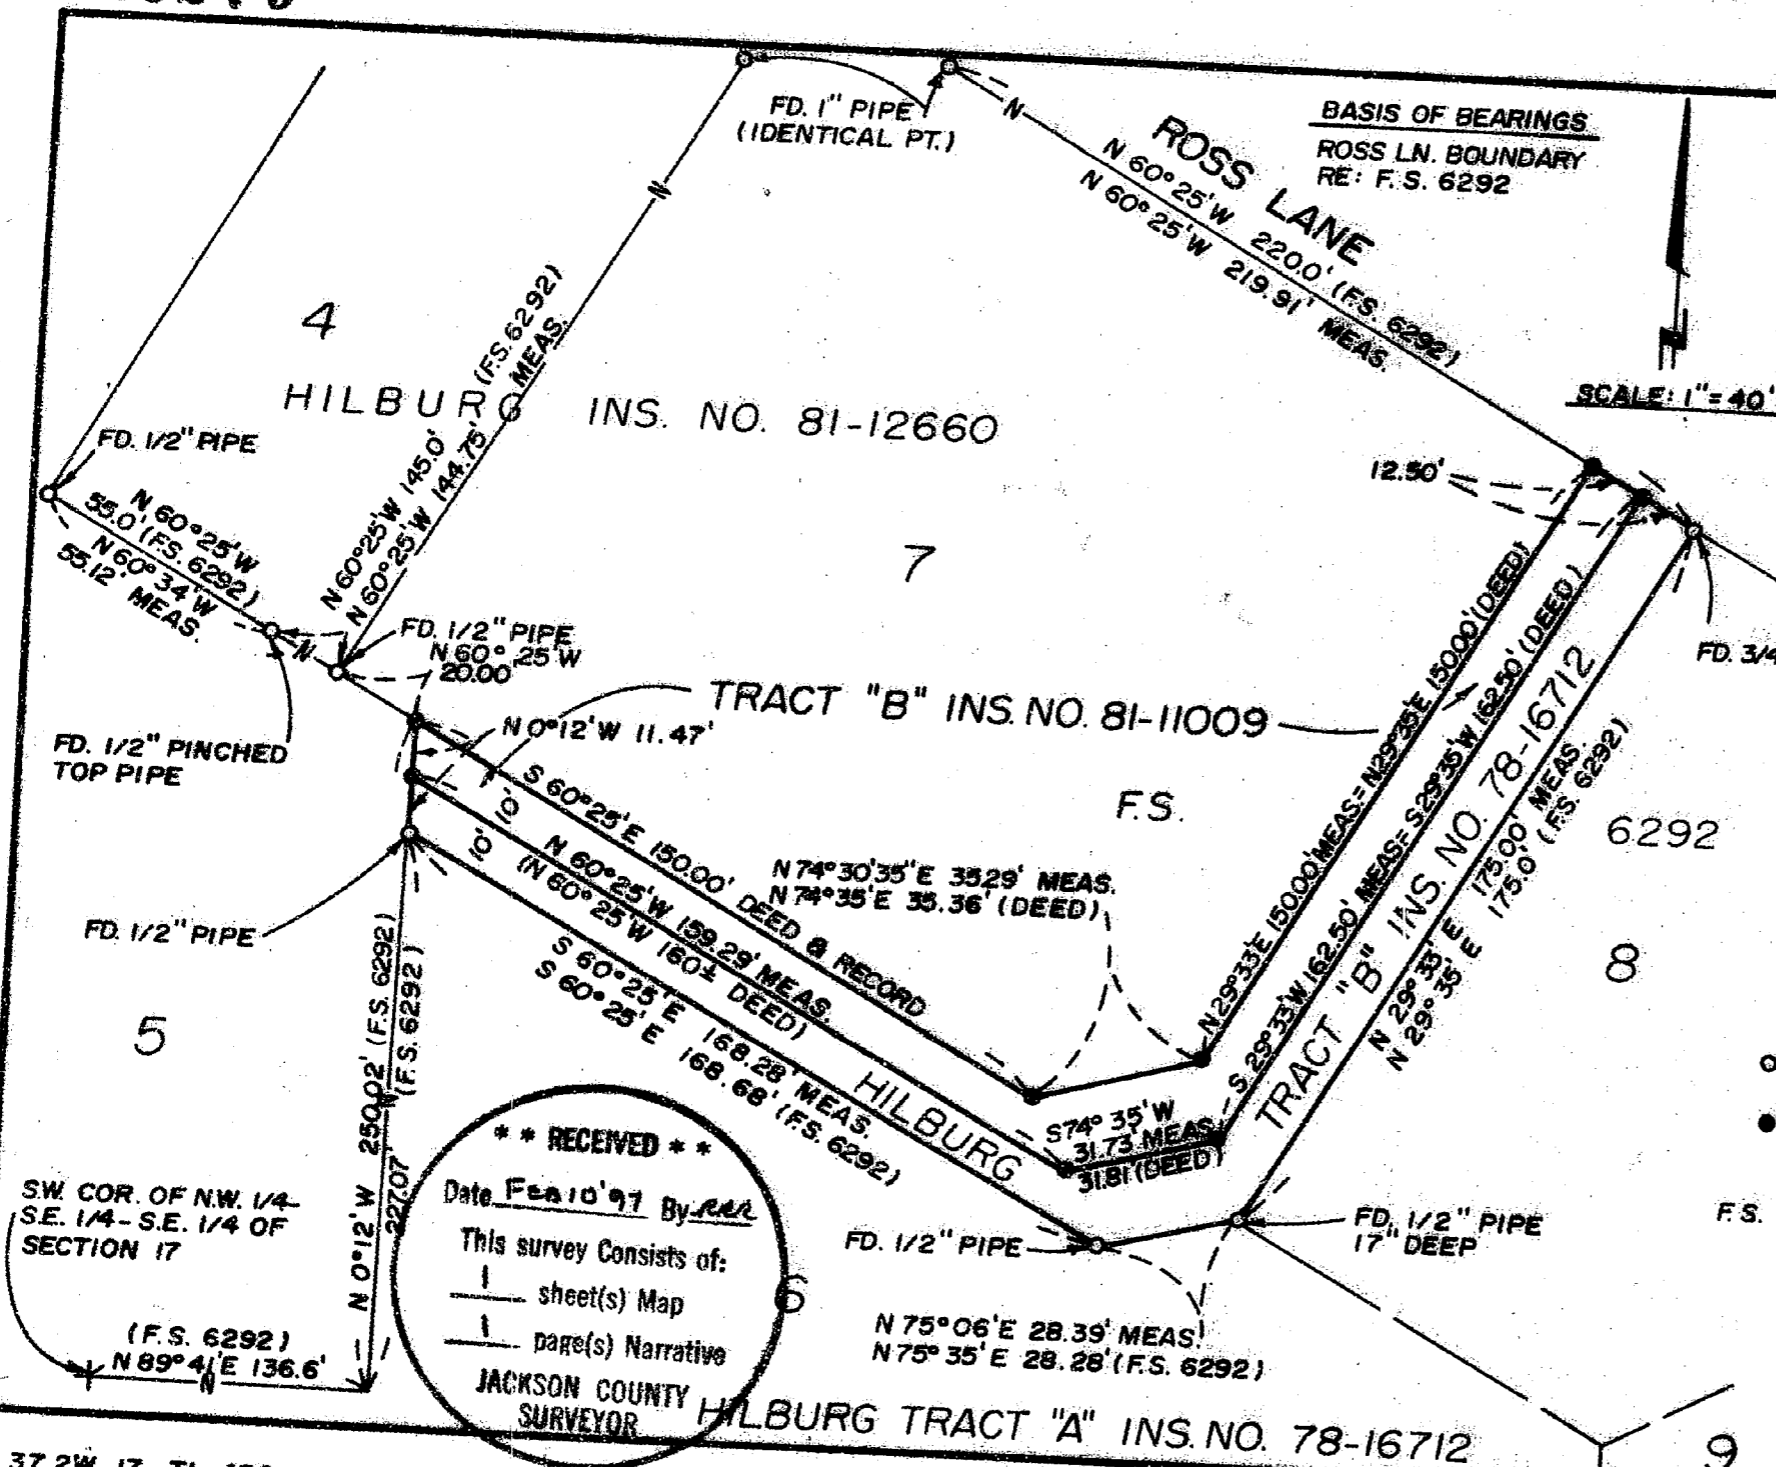 FD. 1" PIPE
(IDENTICAL PT.)
ROSS LANE
N 60°25'W 220.0' (F.S. 6292)
N 60°25'W 219.91' MEAS.
BASIS OF BEARINGS
ROSS LN. BOUNDARY
RE: F.S. 6292
SCALE: 1"=40'
4
HILBURG INS. NO. 81-12660
N 60°25'W 145.0' (F.S. 6292)
N 60°25'W 144.75' MEAS.
FD. 1/2" PIPE
N 60°25'W
55.0' (F.S. 6292)
N 60°34'W
55.12' MEAS.
12.50'
7
FD. 1/2" PIPE
N 60° 25'W
20.00'
FD. 1/2" PINCHED
TOP PIPE
TRACT "B" INS. NO. 81-11009
N 0°12'W 11.47'
F.S.
6292
FD. 3/4
N29°33'E 150.00' MEAS.= N29°35'E 150.00' (DEED)
S 29°33'W 162.50' MEAS= S 29°35'W 162.50' (DEED)
TRACT "B" INS. NO. 78-16712
N 29°33' E 175.00' MEAS.
N 29°35' E 175.0' (F.S. 6292)
8
10'
10'
S 60°25'E 150.00' DEED & RECORD
N 60°25'W 159.29' MEAS.
(N 60°25'W 160± DEED)
S 60°25'E 168.28' MEAS.
S 60°25'E 168.68' (F.S. 6292)
HILBURG
N 74°30'35"E 35.29' MEAS.
N 74°35'E 35.36' (DEED)
FD. 1/2" PIPE
5
N 0°12' W 250.02' (F.S. 6292)
227.07' (F.S. 6292)
S74° 35'W
31.73' MEAS.
31.81 (DEED)
S.W. COR. OF N.W. 1/4-
S.E. 1/4 - S.E. 1/4 OF
SECTION 17
(F.S. 6292)
N 89°41'E 136.6'
* * RECEIVED * *
Date Feb 10 '97 By
This survey Consists of:
1 sheet(s) Map
1 page(s) Narrative
JACKSON COUNTY
SURVEYOR
6
FD. 1/2" PIPE
FD. 1/2" PIPE
17" DEEP
F.S.
N 75°06'E 28.39' MEAS.
N 75°35'E 28.28' (F.S. 6292)
HILBURG TRACT "A" INS. NO. 78-16712
9